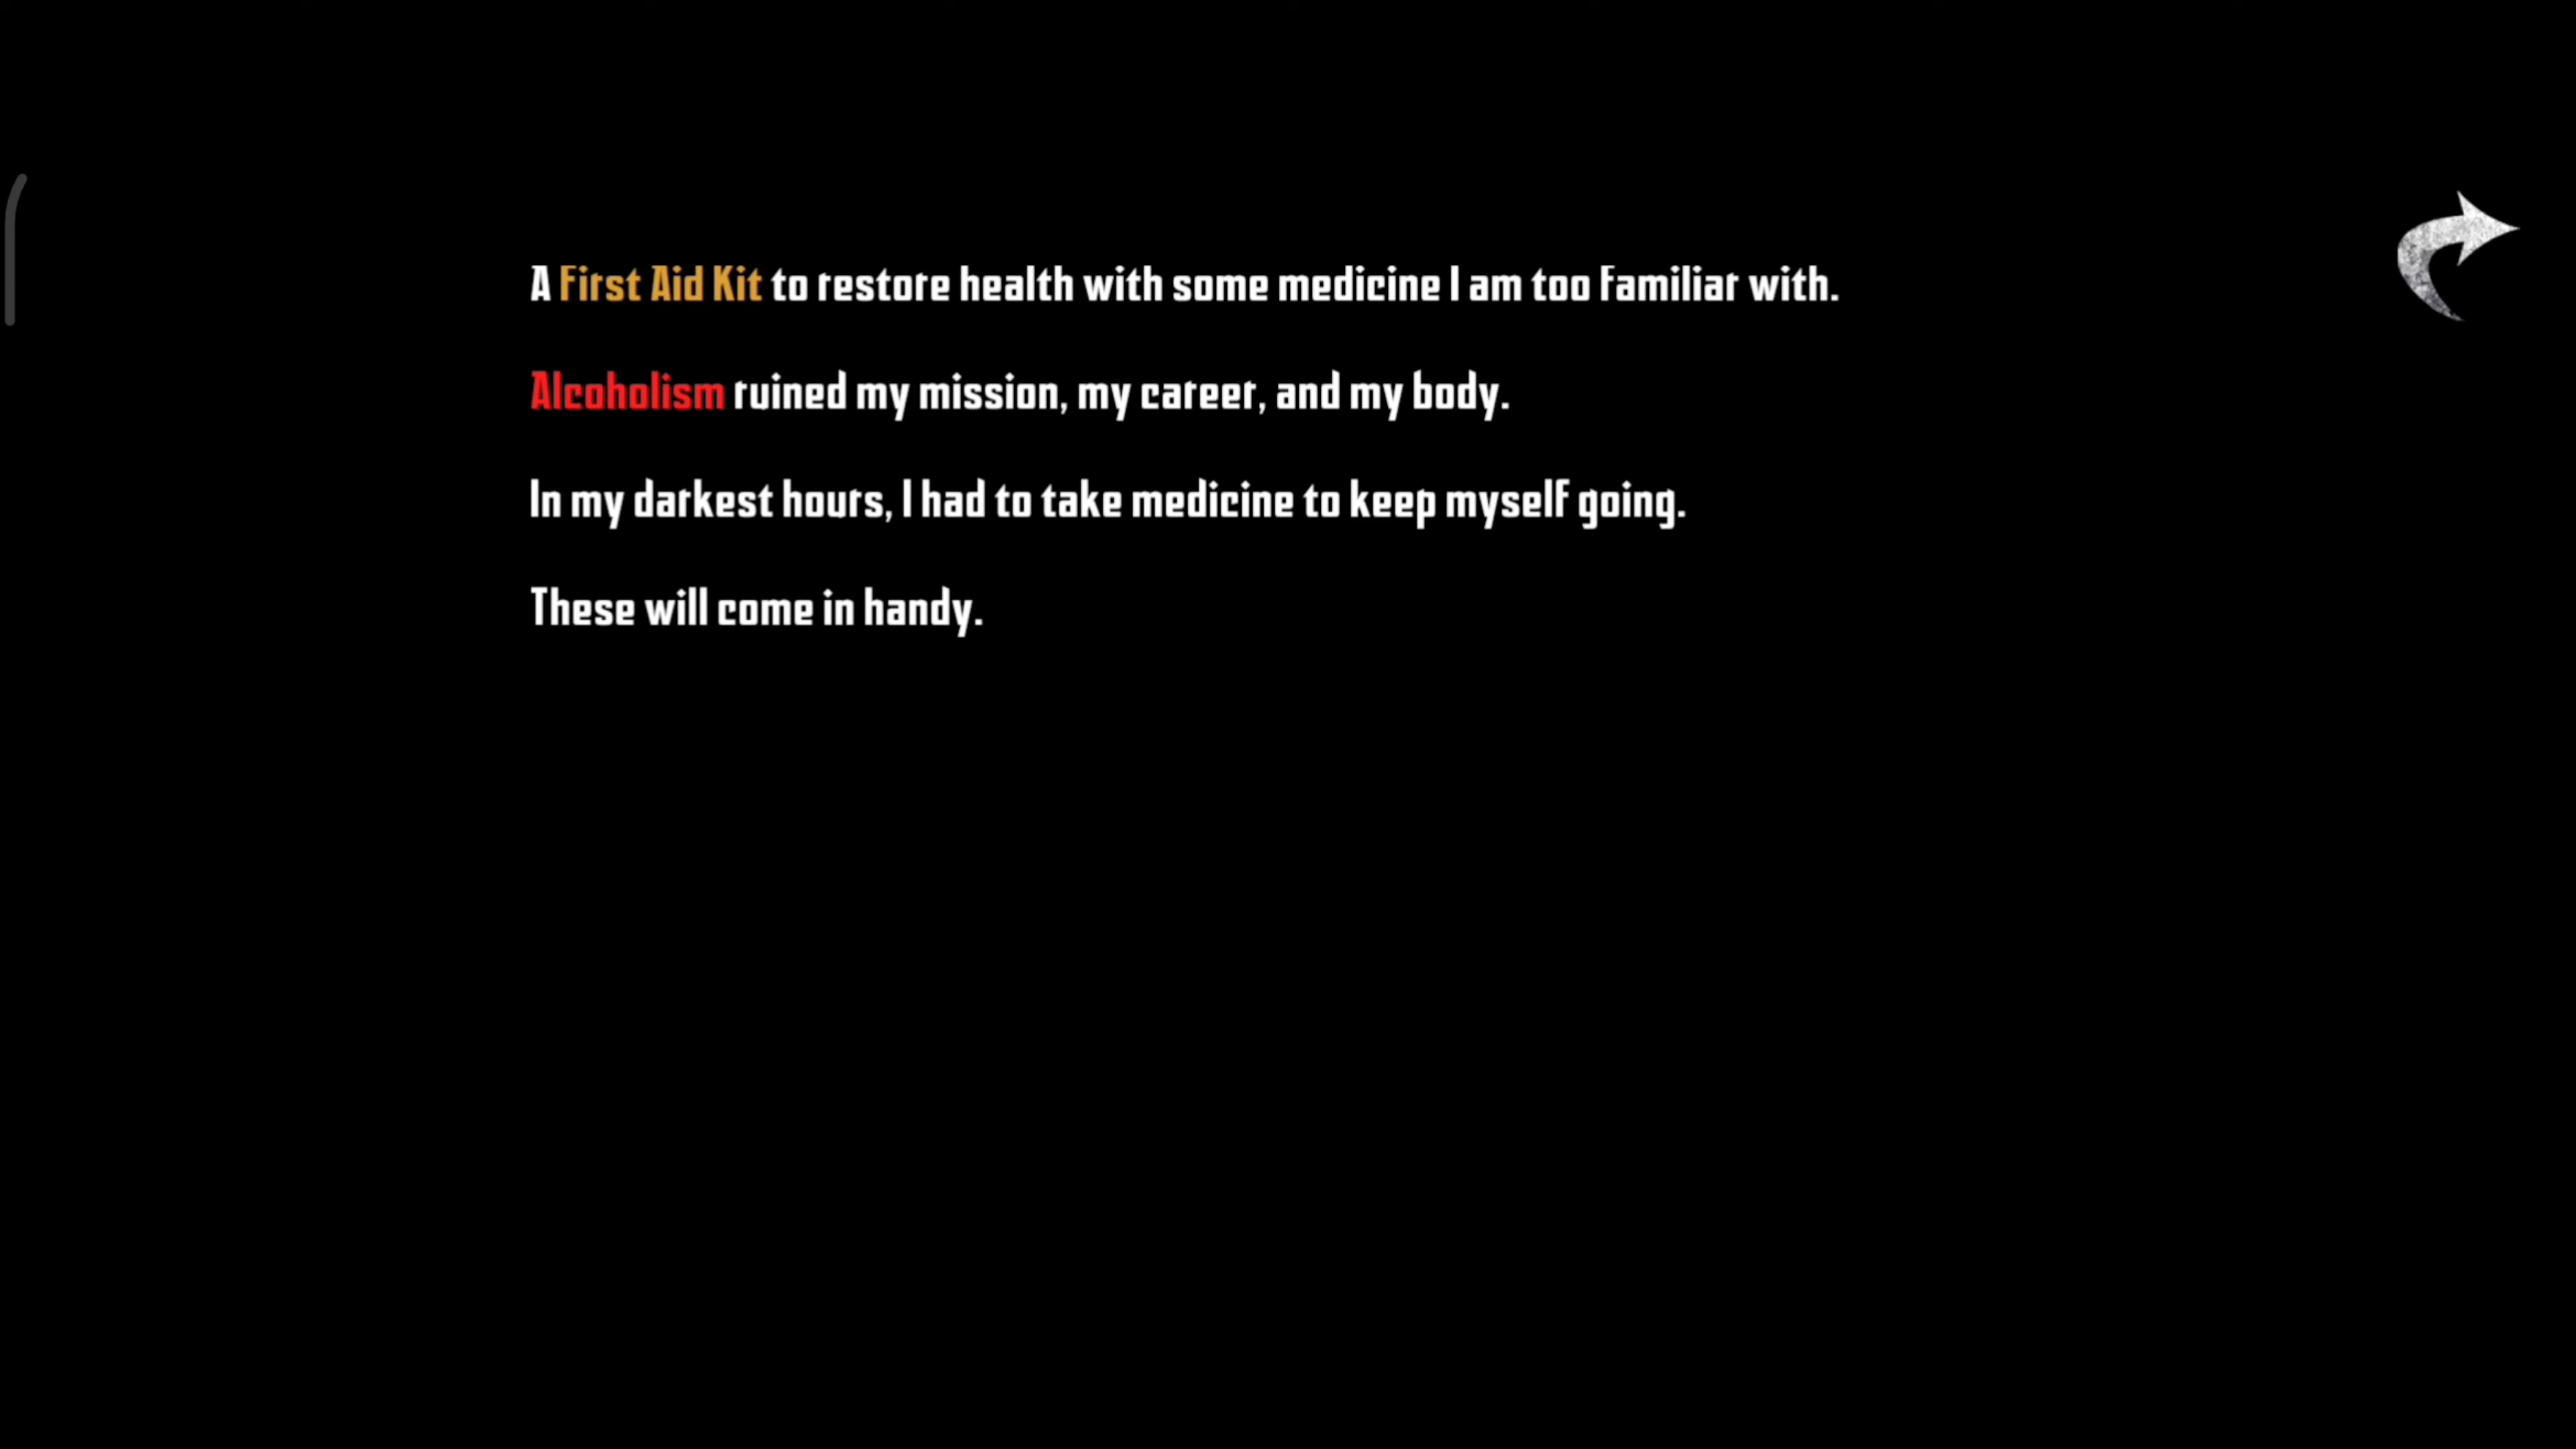 A First Aid Kit to restore health with some medicine I am too familiar with.
Alcoholism ruined my mission, my career, and my body.
In my darkest hours, I had to take medicine to keep myself going.
These will come in handy.